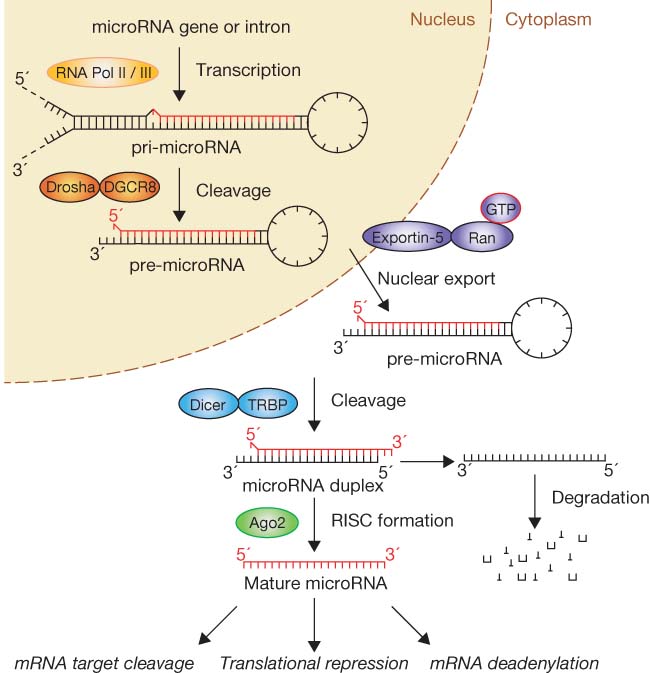 Nucleus
Cytoplasm
microRNA gene or intron
RNA Pol II / III
Transcription
5´
3´
pri-microRNA
Drosha
DGCR8
Cleavage
5´
3´
pre-microRNA
GTP
Exportin-5
Ran
Nuclear export
5´
3´
pre-microRNA
Dicer
TRBP
Cleavage
5´
3´
3´
5´
microRNA duplex
3´
5´
Degradation
Ago2
RISC formation
5´
3´
Mature microRNA
mRNA target cleavage
Translational repression
mRNA deadenylation